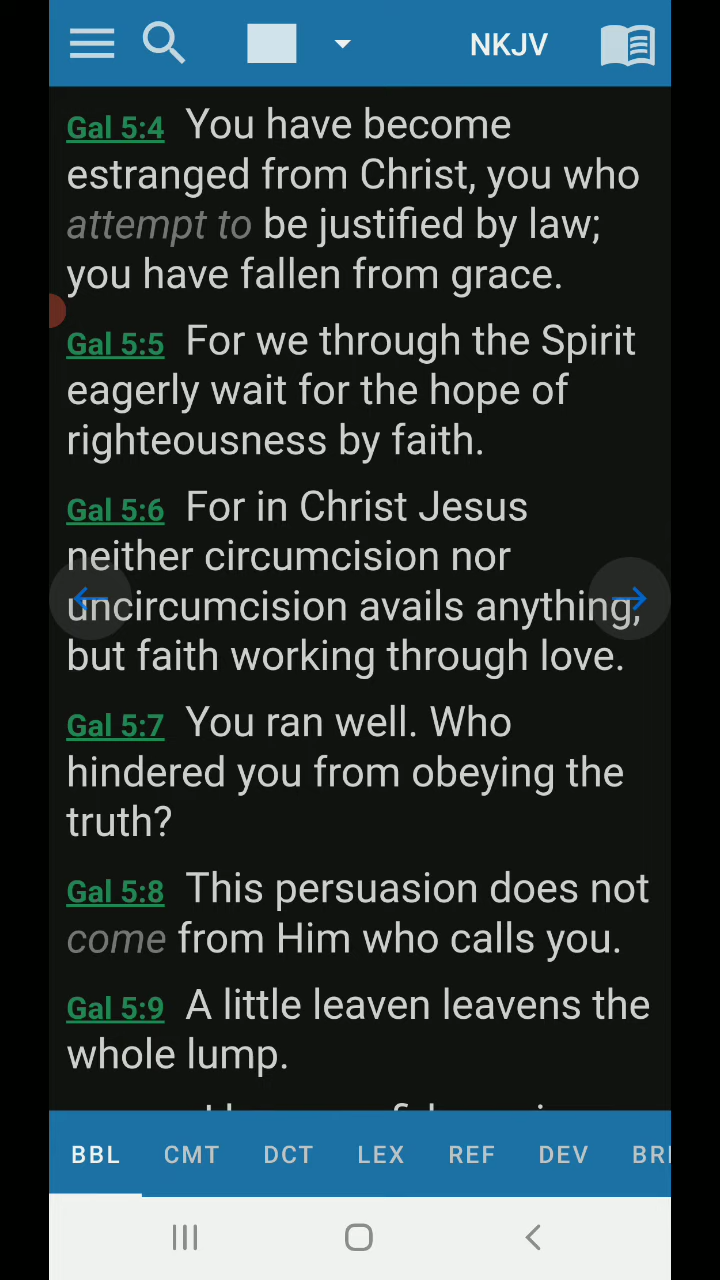 NKJV
Gal 5:4 You have become
estranged from Christ, you who
attempt to be justified by law;
you have fallen from grace.
Gal 5:5 For we through the Spirit
eagerly wait for the hope of
righteousness by faith.
Gal 5:6 For in Christ Jesus
neither circumcision nor
uncircumcision avails anything,
but faith working through love.
Gal 5:7 You ran well. Who
hindered you from obeying the
truth?
Gal 5:8 This persuasion does not
come from Him who calls you.
Gal 5:9 A little leaven leavens the
whole lump.
BBL CMT DCT LEX REF DEV